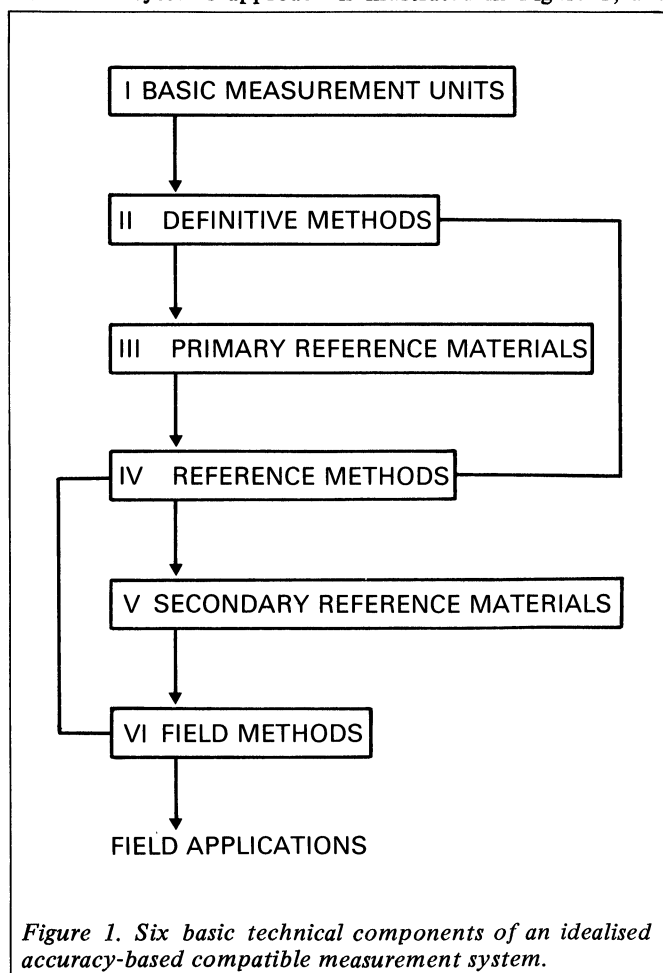 I BASIC MEASUREMENT UNITS
II DEFINITIVE METHODS
III PRIMARY REFERENCE MATERIALS
IV REFERENCE METHODS
V SECONDARY REFERENCE MATERIALS
VI FIELD METHODS
FIELD APPLICATIONS
Figure 1. Six basic technical components of an idealised
accuracy-based compatible measurement system.